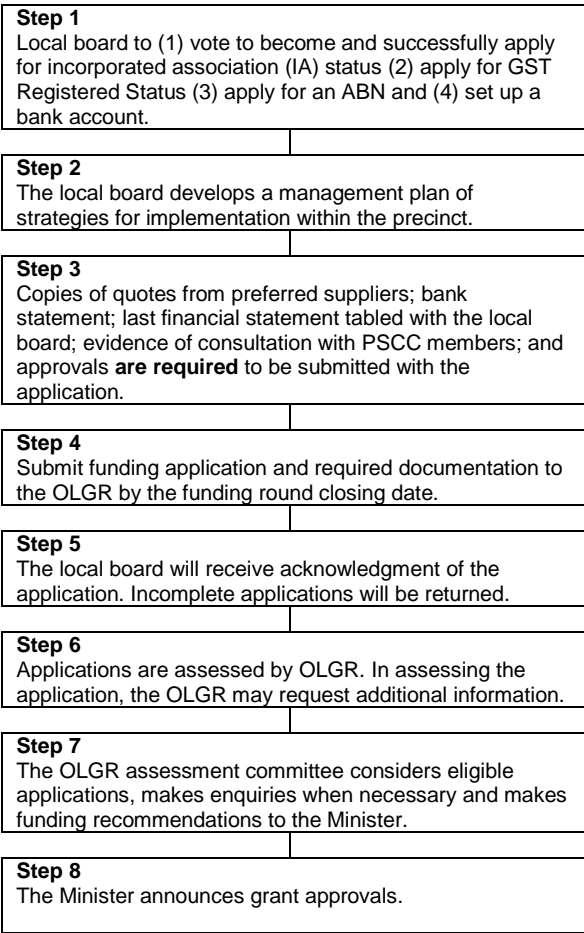 Step 1
Local board to (1) vote to become and successfully apply
for incorporated association (IA) status (2) apply for GST
Registered Status (3) apply for an ABN and (4) set up a
bank account.
Step 2
The local board develops a management plan of
strategies for implementation within the precinct.
Step 3
Copies of quotes from preferred suppliers; bank
statement; last financial statement tabled with the local
board; evidence of consultation with PSCC members; and
approvals are required to be submitted with the
application.
Step 4
Submit funding application and required documentation to
the OLGR by the funding round closing date.
Step 5
The local board will receive acknowledgment of the
application. Incomplete applications will be returned.
Step 6
Applications are assessed by OLGR. In assessing the
application, the OLGR may request additional information.
Step 7
The OLGR assessment committee considers eligible
applications, makes enquiries when necessary and makes
funding recommendations to the Minister.
Step 8
The Minister announces grant approvals.